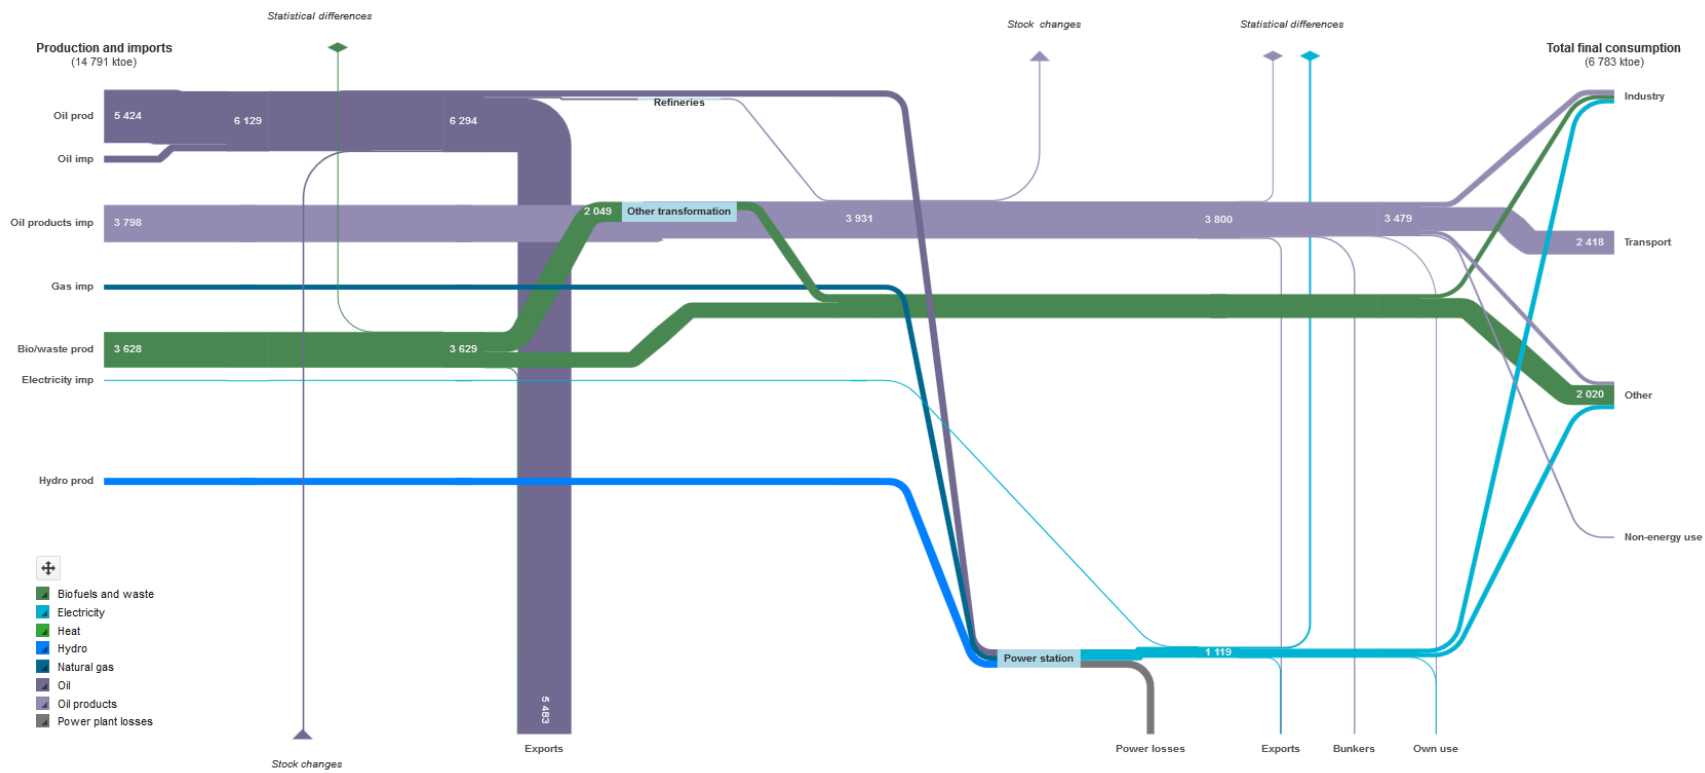 Statistical differences
Stock changes
Statistical differences
Production and imports
(14 791 ktoe)
Total final consumption
(6 783 ktoe)
Oil prod
5 424
6 129
6 294
Refineries
Industry
Oil imp
Oil products imp
3 798
2 049
Other transformation
3 931
3 800
3 479
2 418
Transport
Gas imp
Bio/waste prod
3 628
3 629
Electricity imp
2 020
Other
Hydro prod
Non-energy use
Biofuels and waste
Electricity
Heat
Hydro
Natural gas
Oil
Oil products
Power plant losses
Power station
1 119
5 483
Exports
Power losses
Exports
Bunkers
Own use
Stock changes